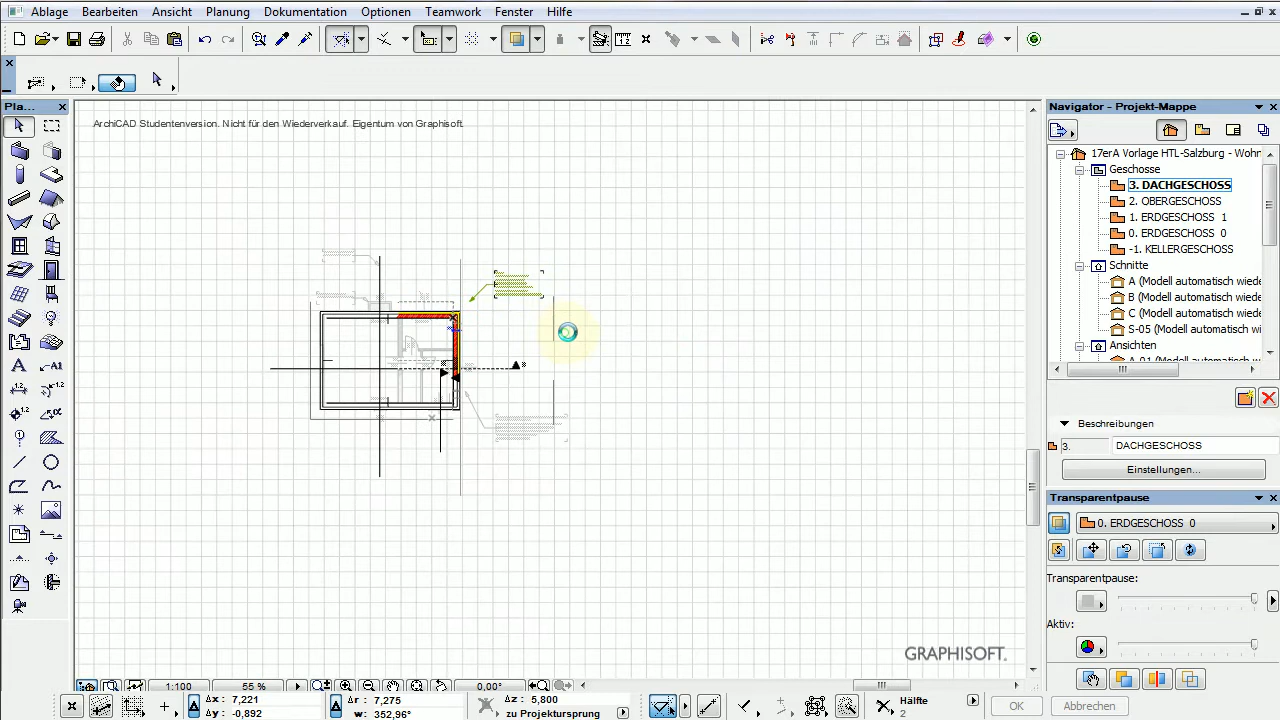 Ablage Bearbeiten Ansicht Planung Dokumentation Optionen Teamwork Fenster Hilfe
Pla...
ArchiCAD Studentenversion. Nicht für den Wiederverkauf. Eigentum von Graphisoft.
Navigator - Projekt-Mappe
17erA Vorlage HTL-Salzburg - Wohn
Geschosse
3. DACHGESCHOSS
2. OBERGESCHOSS
1. ERDGESCHOSS 1
0. ERDGESCHOSS 0
-1. KELLERGESCHOSS
Schnitte
A (Modell automatisch wieder
B (Modell automatisch wieder
C (Modell automatisch wieder
S-05 (Modell automatisch wi
Ansichten
Beschreibungen
3. DACHGESCHOSS
Einstellungen...
Transparentpause
0. ERDGESCHOSS 0
Transparentpause:
Aktiv:
GRAPHISOFT.
1:100 55 % 0,00°
Δx: 7,221
Δy: -0,892
Δr: 7,275
w: 352,96°
Δz: 5,800
zu Projektursprung
Hälfte
2
OK
Abbrechen